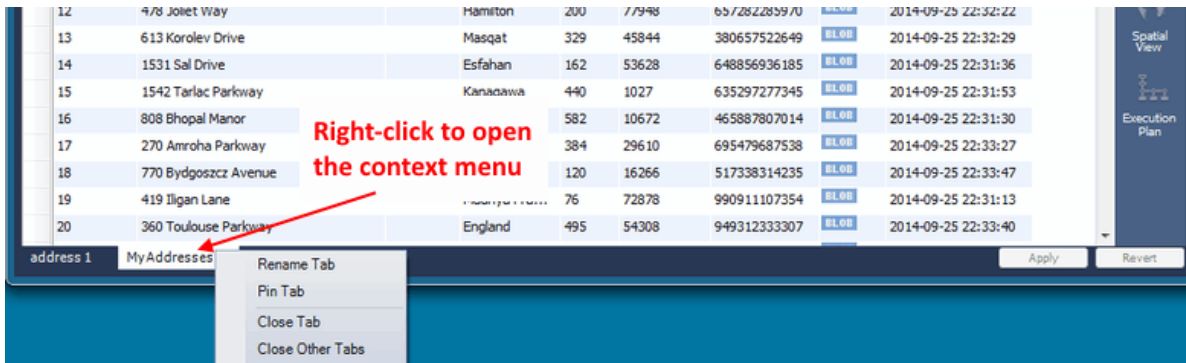 12 478 Joliet Way Hamilton 200 77948 657282285970 BLOB 2014-09-25 22:32:22
13 613 Korolev Drive Masqat 329 45844 380657522649 BLOB 2014-09-25 22:32:29
Spatial
View
14 1531 Sal Drive Esfahan 162 53628 648856936185 BLOB 2014-09-25 22:31:36
15 1542 Tarlac Parkway Kanagawa 440 1027 635297277345 BLOB 2014-09-25 22:31:53
16 808 Bhopal Manor 582 10672 465887807014 BLOB 2014-09-25 22:31:30
Execution
Plan
Right-click to open
the context menu
17 270 Amroha Parkway 384 29610 695479687538 BLOB 2014-09-25 22:33:27
18 770 Bydgoszcz Avenue 120 16266 517338314235 BLOB 2014-09-25 22:33:47
19 419 Iligan Lane 76 72878 990911107354 BLOB 2014-09-25 22:31:13
20 360 Toulouse Parkway England 495 54308 949312333307 BLOB 2014-09-25 22:33:40
address 1 MyAddresses Apply Revert
Rename Tab
Pin Tab
Close Tab
Close Other Tabs